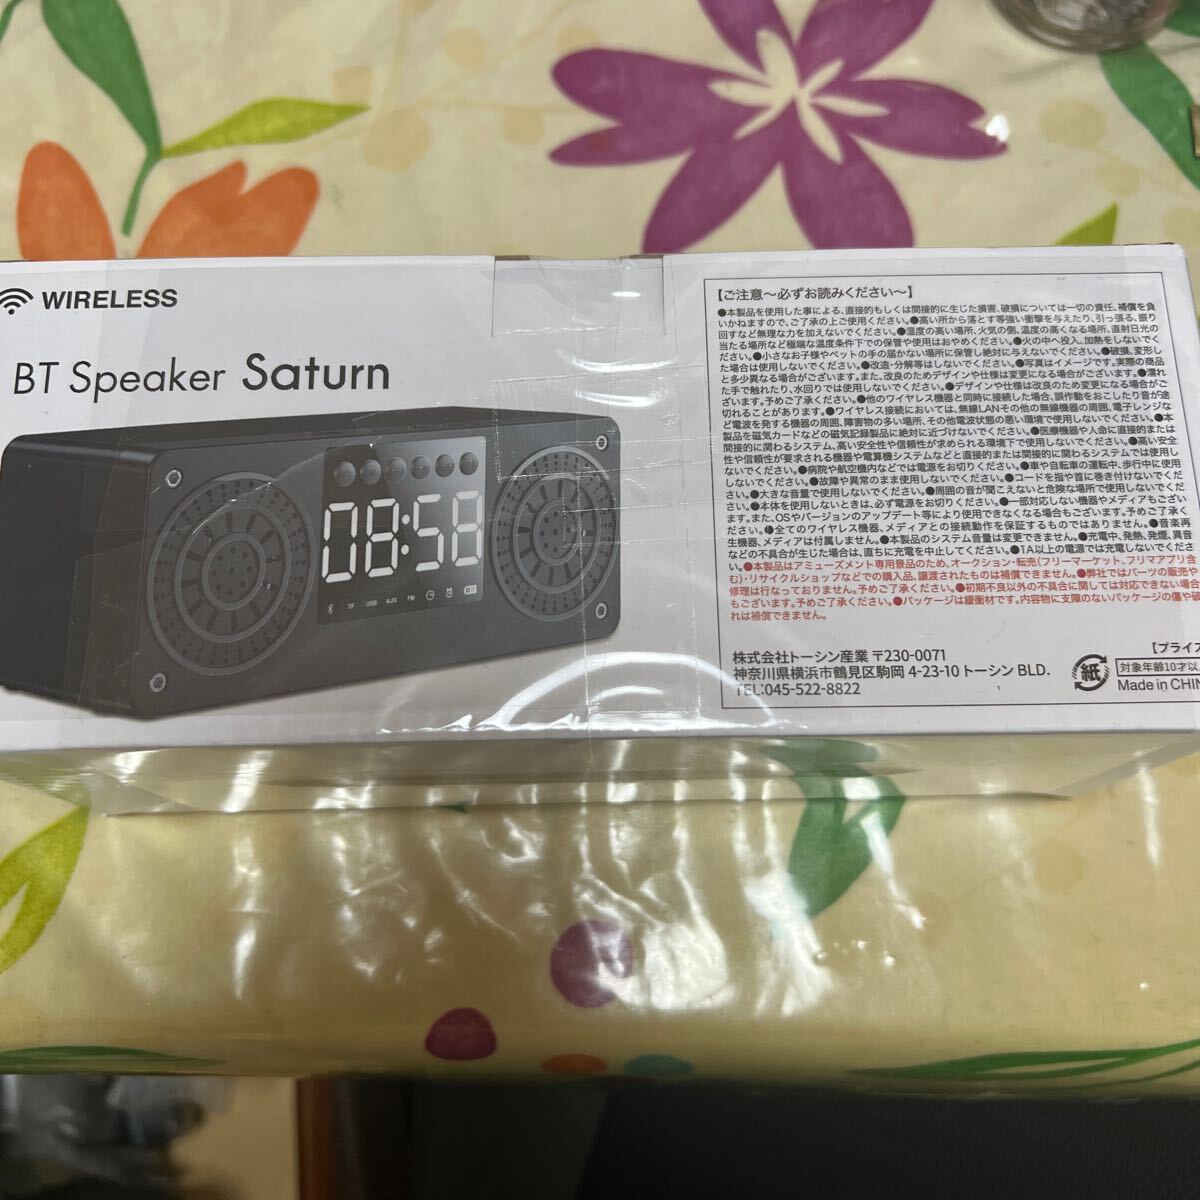 WIRELESS
BT Speaker Saturn
08:58
TF USB AUX FM
【ご注意〜必ずお読みください〜】
●本製品を使用した事による、直接的もしくは間接的に生じた損害、破損については一切の責任、補償を負
いかねますので、ご了承の上ご使用ください。●高い所から落とす等強い衝撃を与えたり、引っ張る、振り
回すなど無理な力を加えないでください。●湿度の高い場所、火気の側、温度の高くなる場所、直射日光の
当たる場所など極端な温度条件下での保管や使用はおやめください。●火の中へ投入、加熱をしないでく
ださい。●小さなお子様やペットの手の届かない場所に保管し絶対に与えないでください。●破損、変形し
た場合は使用しないでください。●改造・分解等はしないでください。●写真はイメージです。実際の商品
と多少異なる場合がございます。また、改良のためデザインや仕様は変更になる場合がございます。●濡れ
た手で触れたり、水回りでは使用しないでください。●デザインや仕様は改良のため変更になる場合がござ
います。予めご了承ください。●他のワイヤレス機器と同時に接続した場合、誤作動をおこしたり音が途
切れることがあります。●ワイヤレス接続においては、無線LANその他の無線機器の周囲、電子レンジな
ど電波を発する機器の周囲、障害物の多い場所、その他電波状態の悪い環境で使用しないでください。●本
製品を磁気カードなどの磁気記録製品に絶対に近づけないでください。●医療機器や人命に直接的または
間接的に関わるシステム、高い安全性や信頼性が求められる環境下で使用しないでください。●高い安全
性や信頼性が要求される機器や電算機システムなどと直接的または間接的に関わるシステムでは使用し
ないでください。●病院や航空機内などでは電源をお切りください。●車や自転車の運転中、歩行中に使用し
ないでください。●故障や異常のまま使用しないでください。●コードを指や首に巻き付けないでくださ
い。●大きな音量で使用しないでください。●周囲の音が聞こえないと危険な場所で使用しないでくださ
い。●本体を使用しないときは、必ず電源をお切りください。●一部対応しない機器やメディアもござい
ます。また、OSやバージョンのアップデート等により使用できなくなる場合もございます。予めご了承くだ
さい。●全てのワイヤレス機器、メディアとの接続動作を保証するものではありません。●音楽再
生機器、メディアは付属しません。●本製品のシステム音量は変更できません。●充電中、発熱、発煙、異音
などの不具合が生じた場合は、直ちに充電を中止してください。●1A以上の電源では充電しないでくださ
い。●本製品はアミューズメント専用景品のため、オークション・転売(フリーマーケット、フリマアプリ含
む)・リサイクルショップなどでの購入品、譲渡されたものは補償できません。●弊社ではパーツの販売や
修理は行なっておりません。予めご了承ください。●初期不良以外の不具合に関しては対応できない場合
もございます。予めご了承ください。●パッケージは緩衝材です。内容物に支障のないパッケージの傷や破
れは補償できません。
株式会社トーシン産業 〒230-0071
神奈川県横浜市鶴見区駒岡 4-23-10 トーシン BLD.
TEL:045-522-8822
紙
【プライズ
対象年齢10才以
Made in CHIN